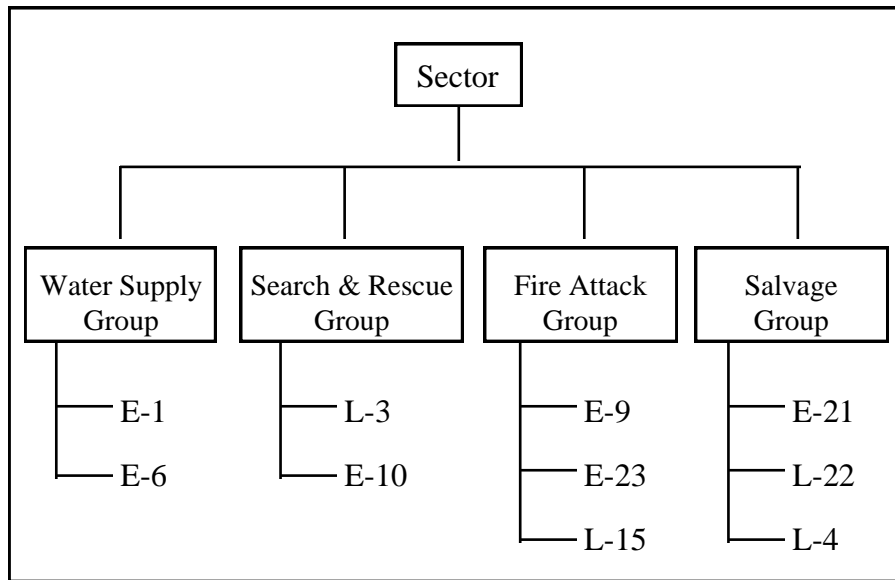 Sector
Water Supply
Group
E-1
E-6
Search & Rescue
Group
L-3
E-10
Fire Attack
Group
E-9
E-23
L-15
Salvage
Group
E-21
L-22
L-4